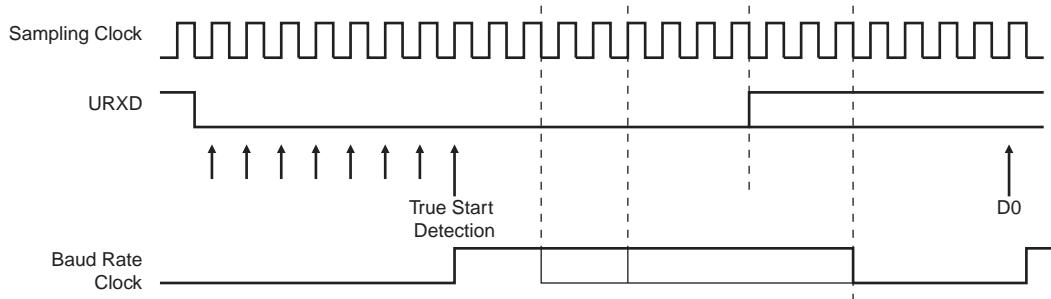 Sampling Clock
URXD
True Start
Detection
D0
Baud Rate
Clock